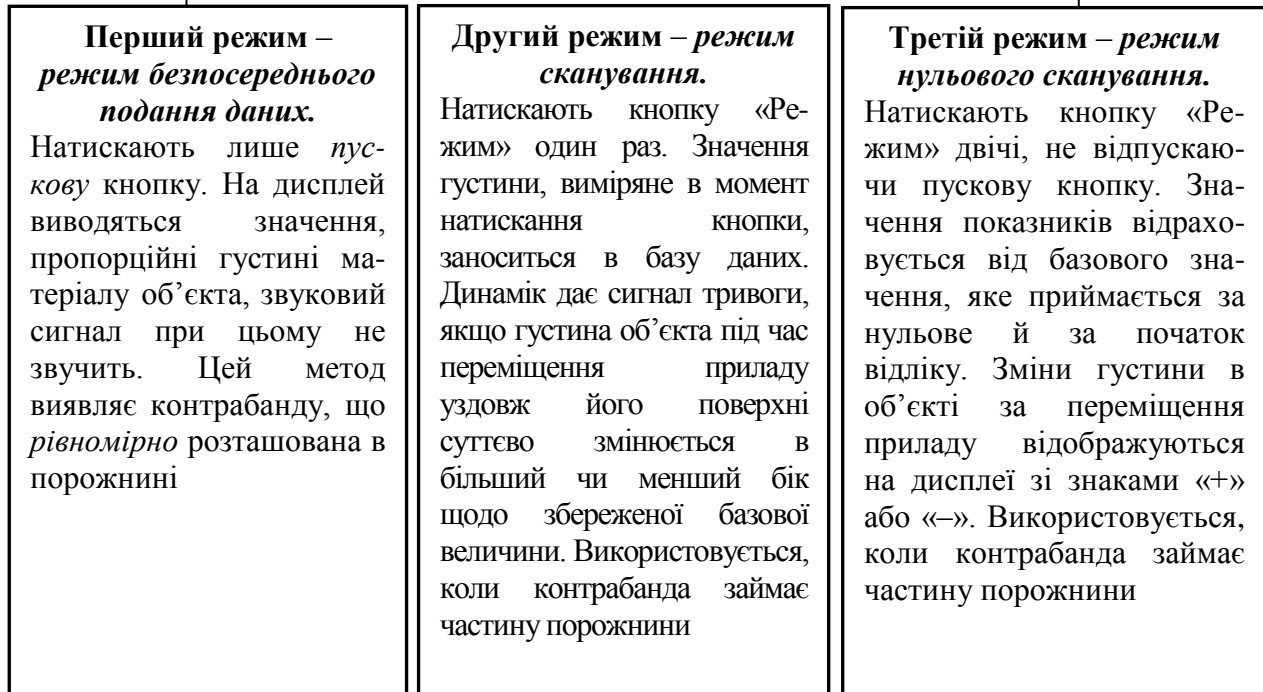 Перший режим –
режим безпосереднього
подання даних.
Натискають лише пус-
кову кнопку. На дисплей
виводяться значення,
пропорційні густині ма-
теріалу об’єкта, звуковий
сигнал при цьому не
звучить. Цей метод
виявляє контрабанду, що
рівномірно розташована в
порожнині
Другий режим – режим
сканування.
Натискають кнопку «Ре-
жим» один раз. Значення
густини, виміряне в момент
натискання кнопки,
заноситься в базу даних.
Динамік дає сигнал тривоги,
якщо густина об’єкта під час
переміщення приладу
уздовж його поверхні
суттєво змінюється в
більший чи менший бік
щодо збереженої базової
величини. Використовується,
коли контрабанда займає
частину порожнини
Третій режим – режим
нульового сканування.
Натискають кнопку «Ре-
жим» двічі, не відпускаю-
чи пускову кнопку. Зна-
чення показників відрахо-
вується від базового зна-
чення, яке приймається за
нульове й за початок
відліку. Зміни густини в
об’єкті за переміщення
приладу відображуються
на дисплеї зі знаками «+»
або «–». Використовується,
коли контрабанда займає
частину порожнини